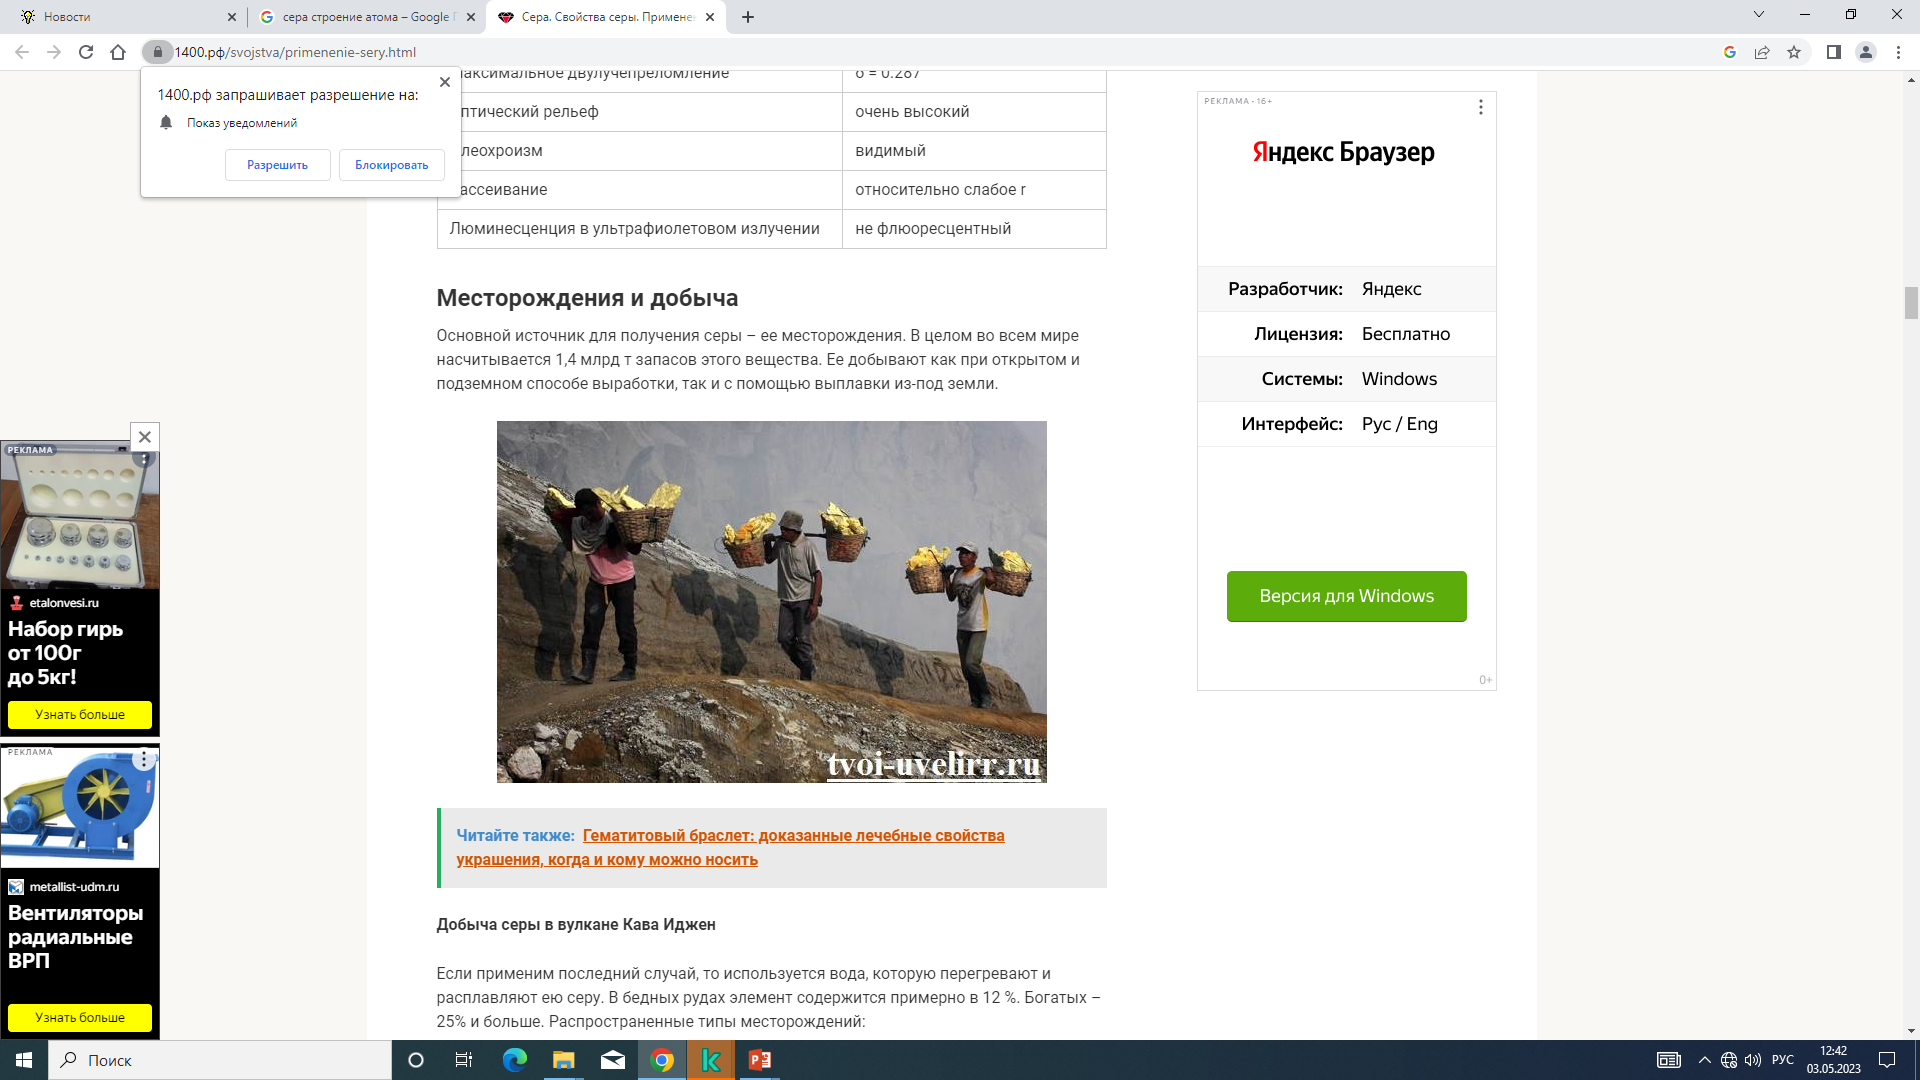 Новости
сера строение атома – Google
Сера. Свойства серы. Применен
1400.рф/svojstva/primenenie-sery.html
1400.рф запрашивает разрешение на:
Показ уведомлений
Разрешить
Блокировать
аксимальное двулучепреломление
δ = 0.287
птический рельеф
очень высокий
леохроизм
видимый
ассеивание
относительно слабое r
Люминесценция в ультрафиолетовом излучении
не флюоресцентный
Месторождения и добыча
Основной источник для получения серы – ее месторождения. В целом во всем мире
насчитывается 1,4 млрд т запасов этого вещества. Ее добывают как при открытом и
подземном способе выработки, так и с помощью выплавки из-под земли.
tvoi-uvelirr.ru
Читайте также: Гематитовый браслет: доказанные лечебные свойства
украшения, когда и кому можно носить
Добыча серы в вулкане Кава Иджен
Если применим последний случай, то используется вода, которую перегревают и
расплавляют ею серу. В бедных рудах элемент содержится примерно в 12 %. Богатых –
25% и больше. Распространенные типы месторождений:
РЕКЛАМА • 16+
Яндекс Браузер
Разработчик: Яндекс
Лицензия: Бесплатно
Системы: Windows
Интерфейс: Рус / Eng
Версия для Windows
0+
РЕКЛАМА
etalonvesi.ru
Набор гирь
от 100г
до 5кг!
Узнать больше
РЕКЛАМА
metallist-udm.ru
Вентиляторы
радиальные
ВРП
Узнать больше
Поиск
РУС
12:42
03.05.2023